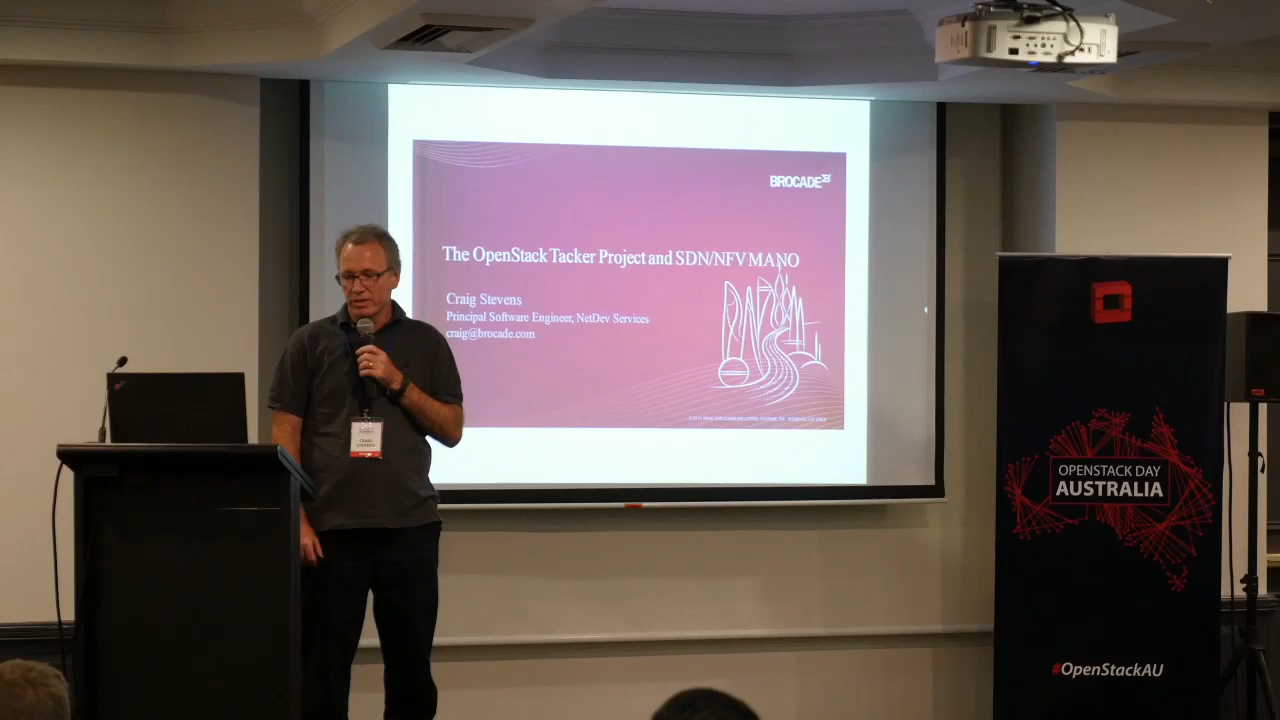 BROCADE
The OpenStack Tacker Project and SDN/NFV MANO
Craig Stevens
Principal Software Engineer, NetDev Services
craig@brocade.com
OPENSTACK DAY
AUSTRALIA
#OpenStackAU